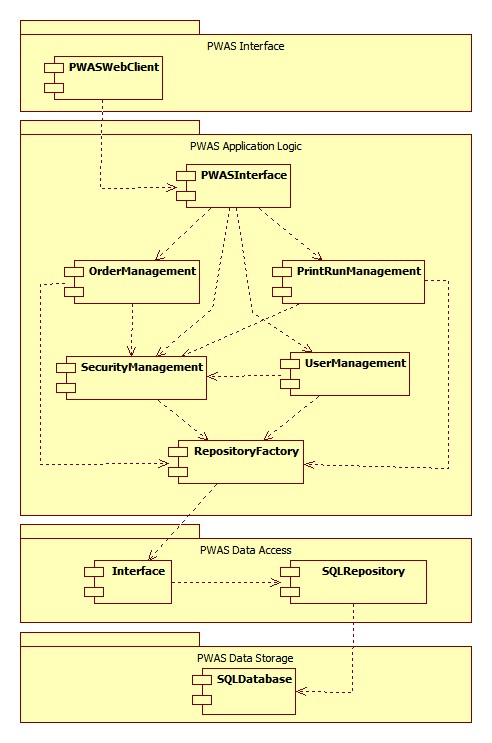 PWAS Interface
PWASWebClient
PWAS Application Logic
PWASInterface
OrderManagement
PrintRunManagement
SecurityManagement
UserManagement
RepositoryFactory
PWAS Data Access
Interface
SQLRepository
PWAS Data Storage
SQLDatabase